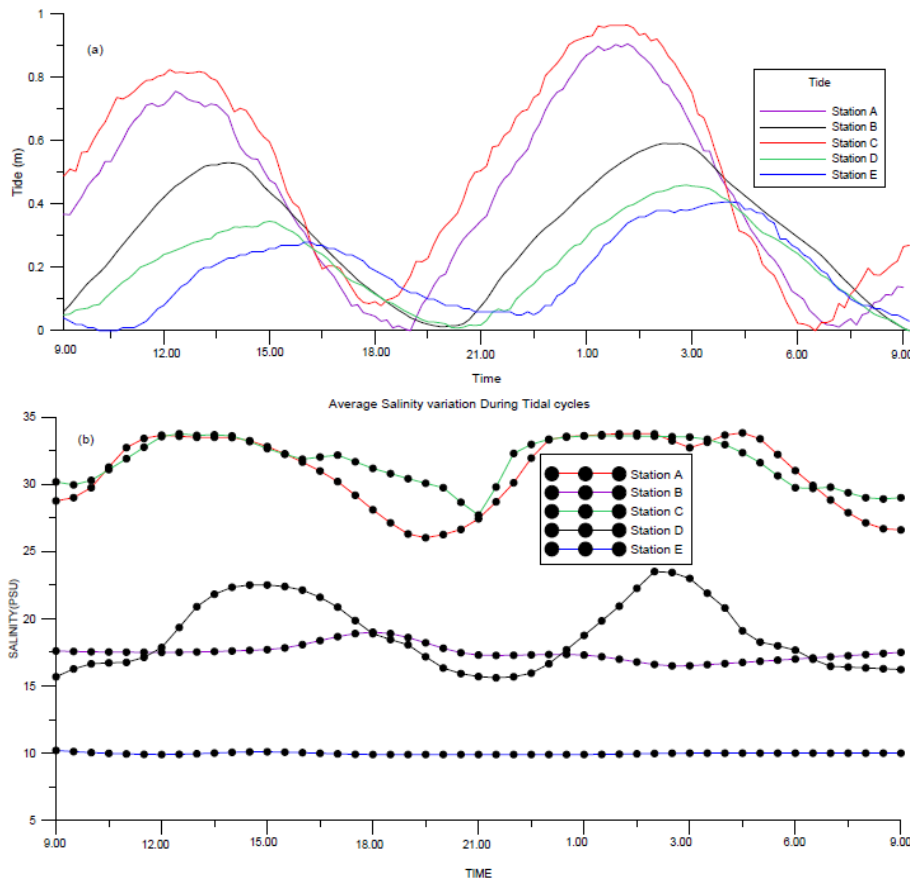 1
(a)
0.8
0.6
0.4
0.2
0
Tide (m)
Tide
Station A
Station B
Station C
Station D
Station E
9.00 12.00 15.00 18.00 21.00 1.00 3.00 6.00 9.00
Time
Average Salinity variation During Tidal cycles
35
(b)
30
25
20
15
10
5
SALINITY(PSU)
Station A
Station B
Station C
Station D
Station E
9.00 12.00 15.00 18.00 21.00 1.00 3.00 6.00 9.00
TIME